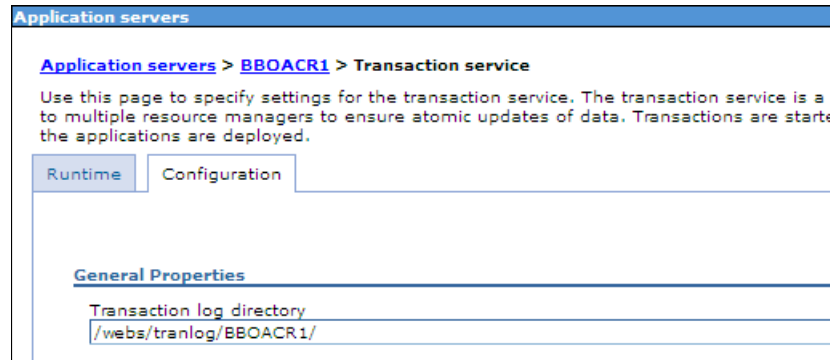 Application servers
Application servers > BBOACR1 > Transaction service
Use this page to specify settings for the transaction service. The transaction service is a
to multiple resource managers to ensure atomic updates of data. Transactions are starte
the applications are deployed.
Runtime Configuration
General Properties
Transaction log directory
/webs/tranlog/BBOACR1/